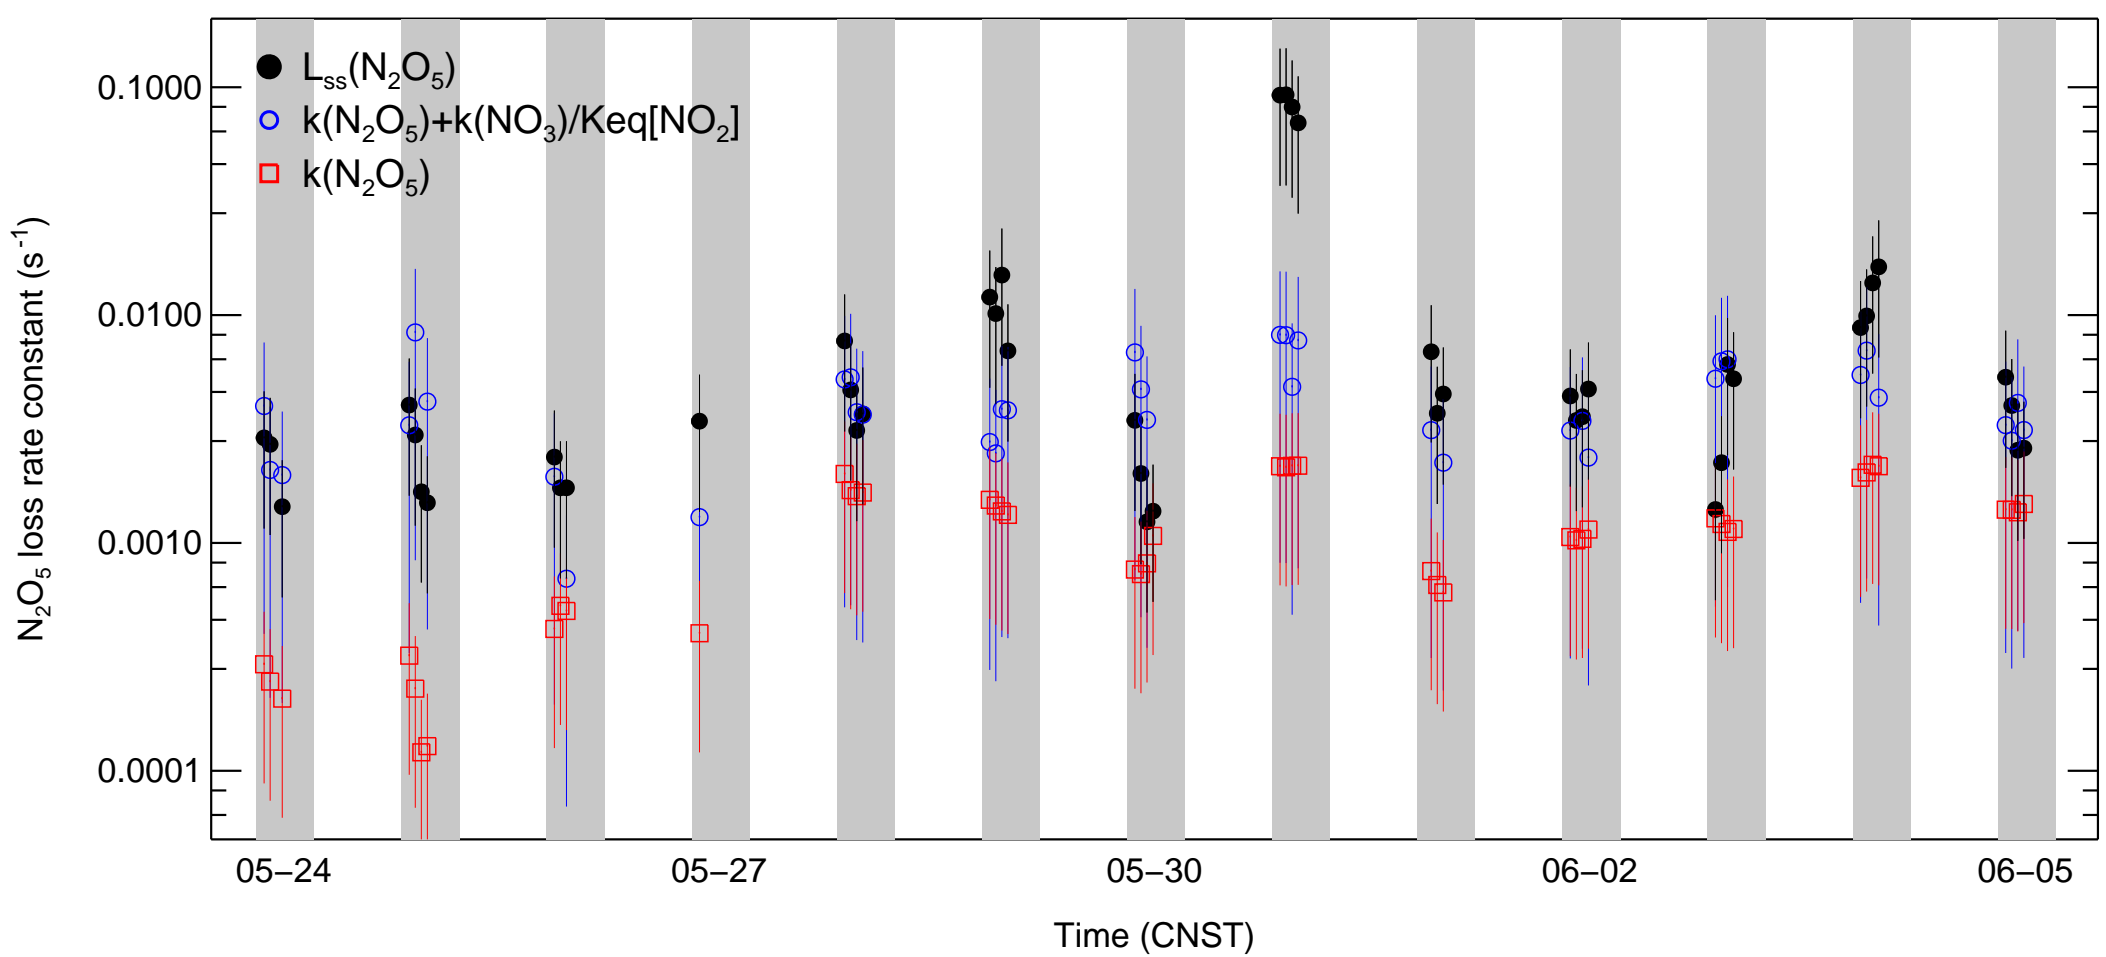 L_ss(N₂O₅)
k(N₂O₅)+k(NO₃)/Keq[NO₂]
k(N₂O₅)
0.1000
0.0100
0.0010
0.0001
N₂O₅ loss rate constant (s⁻¹)
05−24 05−27 05−30 06−02 06−05
Time (CNST)